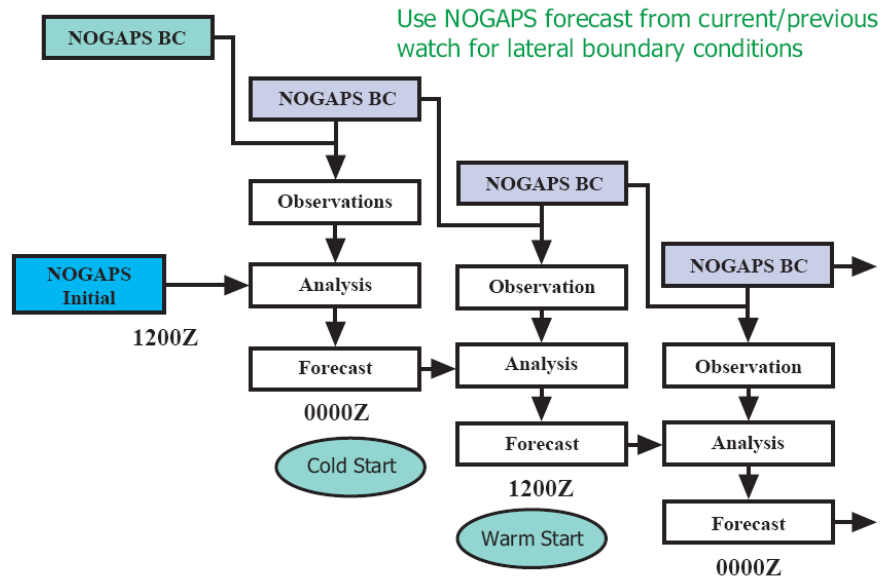 Use NOGAPS forecast from current/previous
watch for lateral boundary conditions
NOGAPS BC
NOGAPS BC
Observations
NOGAPS BC
NOGAPS
Initial
Analysis
Observation
NOGAPS BC
1200Z
Forecast
Analysis
Observation
0000Z
Cold Start
Forecast
Analysis
1200Z
Warm Start
Forecast
0000Z